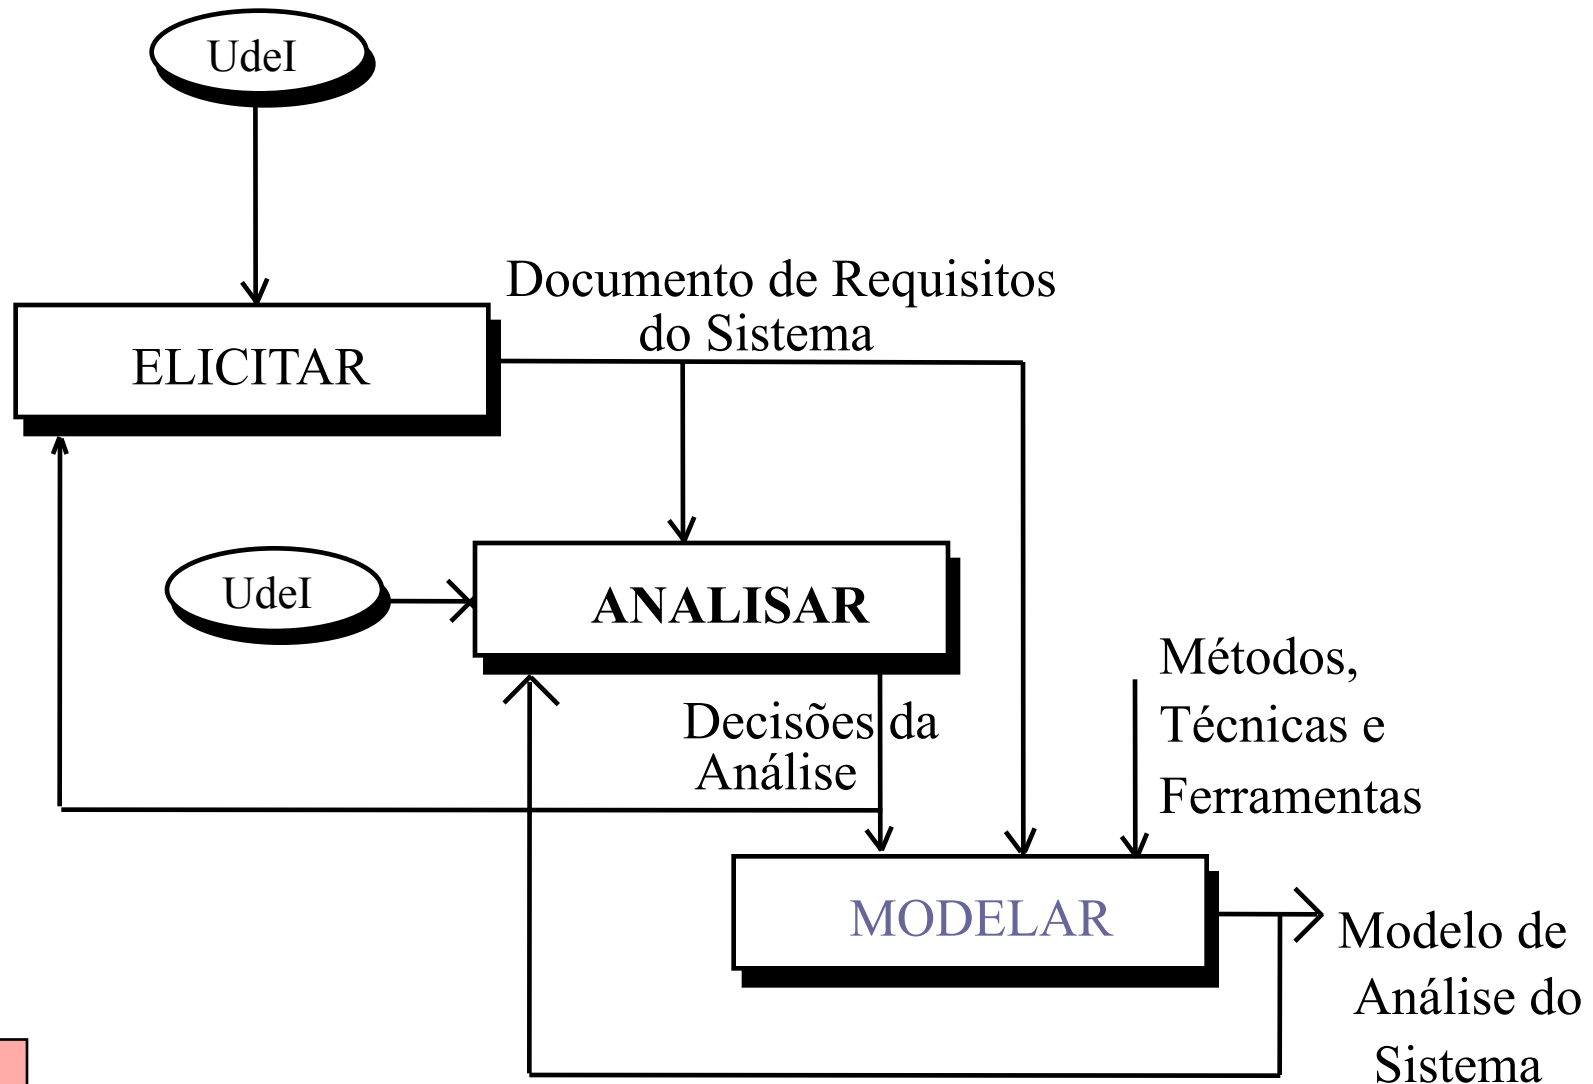 UdeI
Documento de Requisitos
do Sistema
ELICITAR
UdeI
ANALISAR
Decisões da
Análise
Métodos,
Técnicas e
Ferramentas
MODELAR
Modelo de
Análise do
Sistema